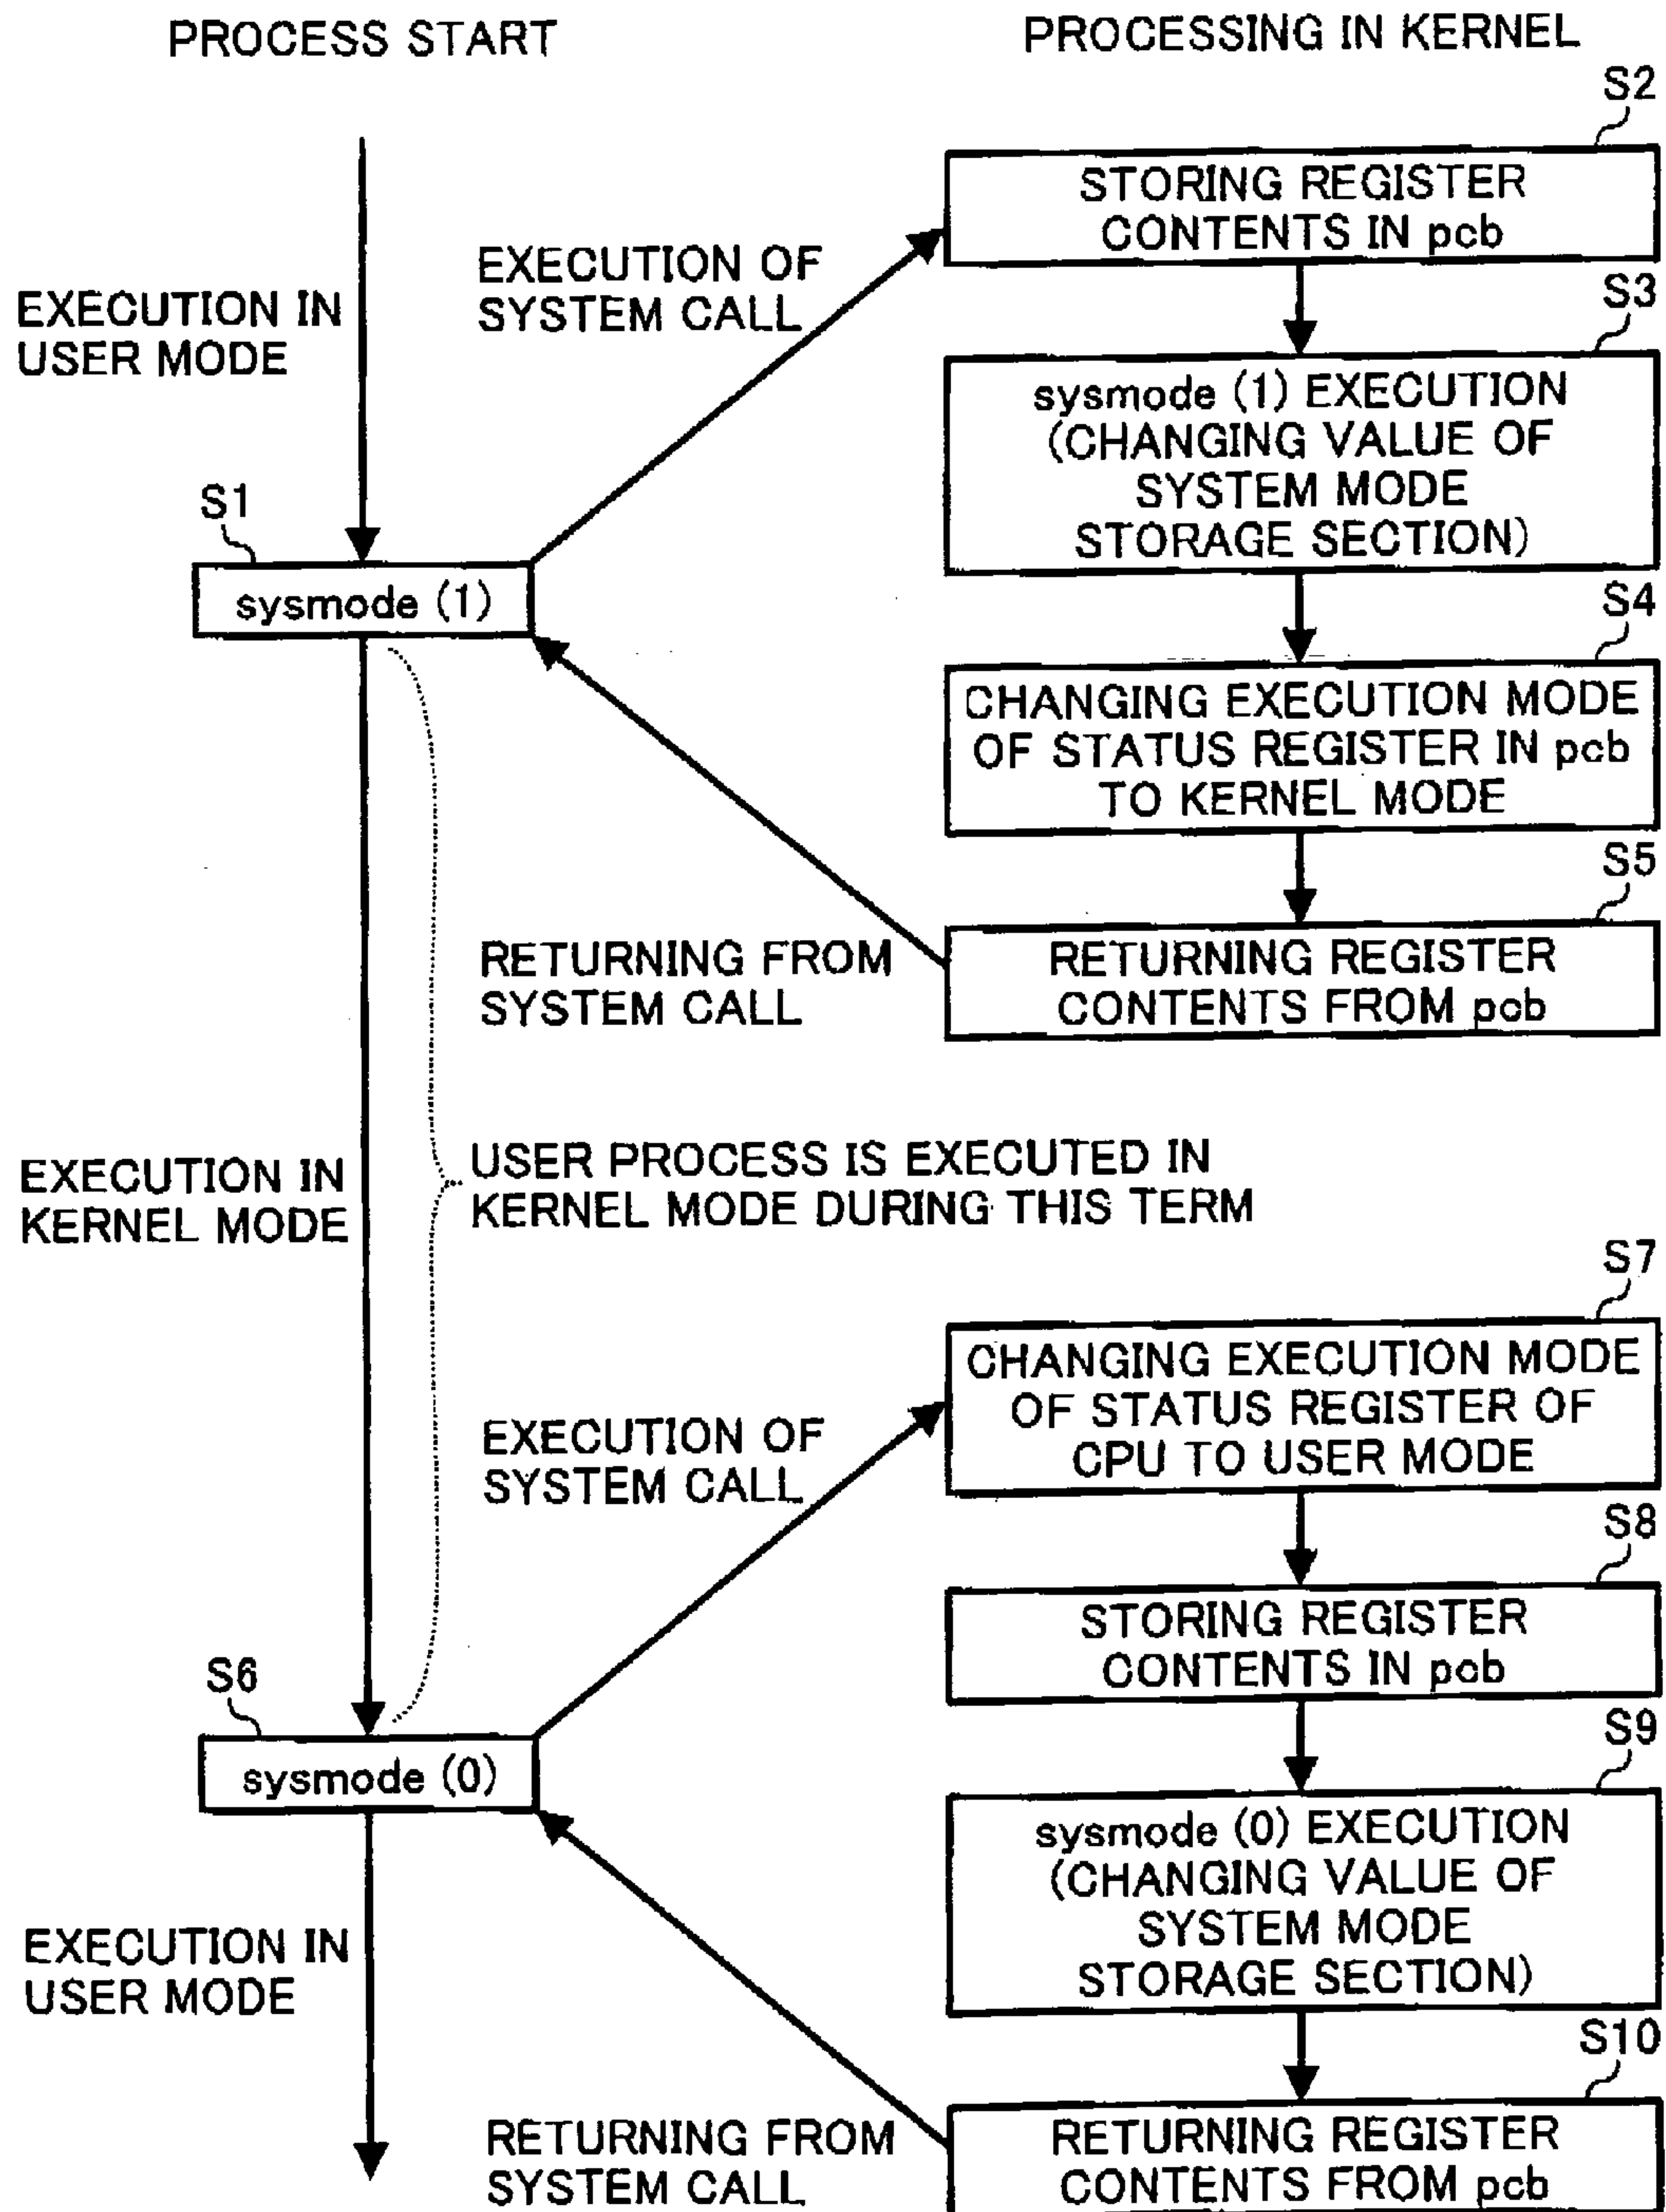 PROCESS START
PROCESSING IN KERNEL
S2
STORING REGISTER
CONTENTS IN pcb
EXECUTION OF
SYSTEM CALL
EXECUTION IN
USER MODE
S3
sysmode (1) EXECUTION
(CHANGING VALUE OF
SYSTEM MODE
STORAGE SECTION)
S1
sysmode (1)
S4
CHANGING EXECUTION MODE
OF STATUS REGISTER IN pcb
TO KERNEL MODE
S5
RETURNING REGISTER
CONTENTS FROM pcb
RETURNING FROM
SYSTEM CALL
EXECUTION IN
KERNEL MODE
USER PROCESS IS EXECUTED IN
KERNEL MODE DURING THIS TERM
S7
CHANGING EXECUTION MODE
OF STATUS REGISTER OF
CPU TO USER MODE
EXECUTION OF
SYSTEM CALL
S8
STORING REGISTER
CONTENTS IN pcb
S6
sysmode (0)
S9
sysmode (0) EXECUTION
(CHANGING VALUE OF
SYSTEM MODE
STORAGE SECTION)
EXECUTION IN
USER MODE
S10
RETURNING REGISTER
CONTENTS FROM pcb
RETURNING FROM
SYSTEM CALL